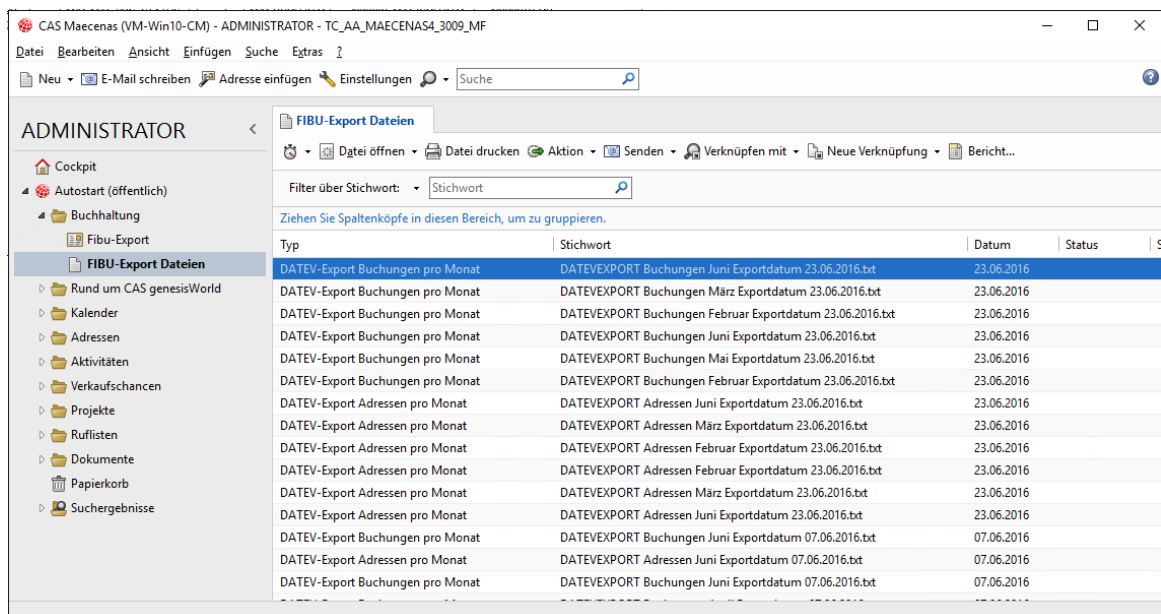 CAS Maecenas (VM-Win10-CM) - ADMINISTRATOR - TC_AA_MAECENAS4_3009_MF
Datei Bearbeiten Ansicht Einfügen Suche Extras ?
Neu E-Mail schreiben Adresse einfügen Einstellungen Suche
ADMINISTRATOR
Cockpit
Autostart (öffentlich)
Buchhaltung
Fibu-Export
FIBU-Export Dateien
Rund um CAS genesisWorld
Kalender
Adressen
Aktivitäten
Verkaufschancen
Projekte
Ruflisten
Dokumente
Papierkorb
Suchergebnisse
FIBU-Export Dateien
Datei öffnen Datei drucken Aktion Senden Verknüpfen mit Neue Verknüpfung Bericht...
Filter über Stichwort: Stichwort
Ziehen Sie Spaltenköpfe in diesen Bereich, um zu gruppieren.
Typ Stichwort Datum Status
DATEV-Export Buchungen pro Monat DATEVEXPORT Buchungen Juni Exportdatum 23.06.2016.txt 23.06.2016
DATEV-Export Buchungen pro Monat DATEVEXPORT Buchungen März Exportdatum 23.06.2016.txt 23.06.2016
DATEV-Export Buchungen pro Monat DATEVEXPORT Buchungen Februar Exportdatum 23.06.2016.txt 23.06.2016
DATEV-Export Buchungen pro Monat DATEVEXPORT Buchungen Juni Exportdatum 23.06.2016.txt 23.06.2016
DATEV-Export Buchungen pro Monat DATEVEXPORT Buchungen Mai Exportdatum 23.06.2016.txt 23.06.2016
DATEV-Export Buchungen pro Monat DATEVEXPORT Buchungen Februar Exportdatum 23.06.2016.txt 23.06.2016
DATEV-Export Adressen pro Monat DATEVEXPORT Adressen Juni Exportdatum 23.06.2016.txt 23.06.2016
DATEV-Export Adressen pro Monat DATEVEXPORT Adressen März Exportdatum 23.06.2016.txt 23.06.2016
DATEV-Export Adressen pro Monat DATEVEXPORT Adressen Februar Exportdatum 23.06.2016.txt 23.06.2016
DATEV-Export Adressen pro Monat DATEVEXPORT Adressen Februar Exportdatum 23.06.2016.txt 23.06.2016
DATEV-Export Adressen pro Monat DATEVEXPORT Adressen März Exportdatum 23.06.2016.txt 23.06.2016
DATEV-Export Adressen pro Monat DATEVEXPORT Adressen Juni Exportdatum 23.06.2016.txt 23.06.2016
DATEV-Export Buchungen pro Monat DATEVEXPORT Buchungen Juni Exportdatum 07.06.2016.txt 07.06.2016
DATEV-Export Adressen pro Monat DATEVEXPORT Adressen Juni Exportdatum 07.06.2016.txt 07.06.2016
DATEV-Export Buchungen pro Monat DATEVEXPORT Buchungen Juni Exportdatum 07.06.2016.txt 07.06.2016